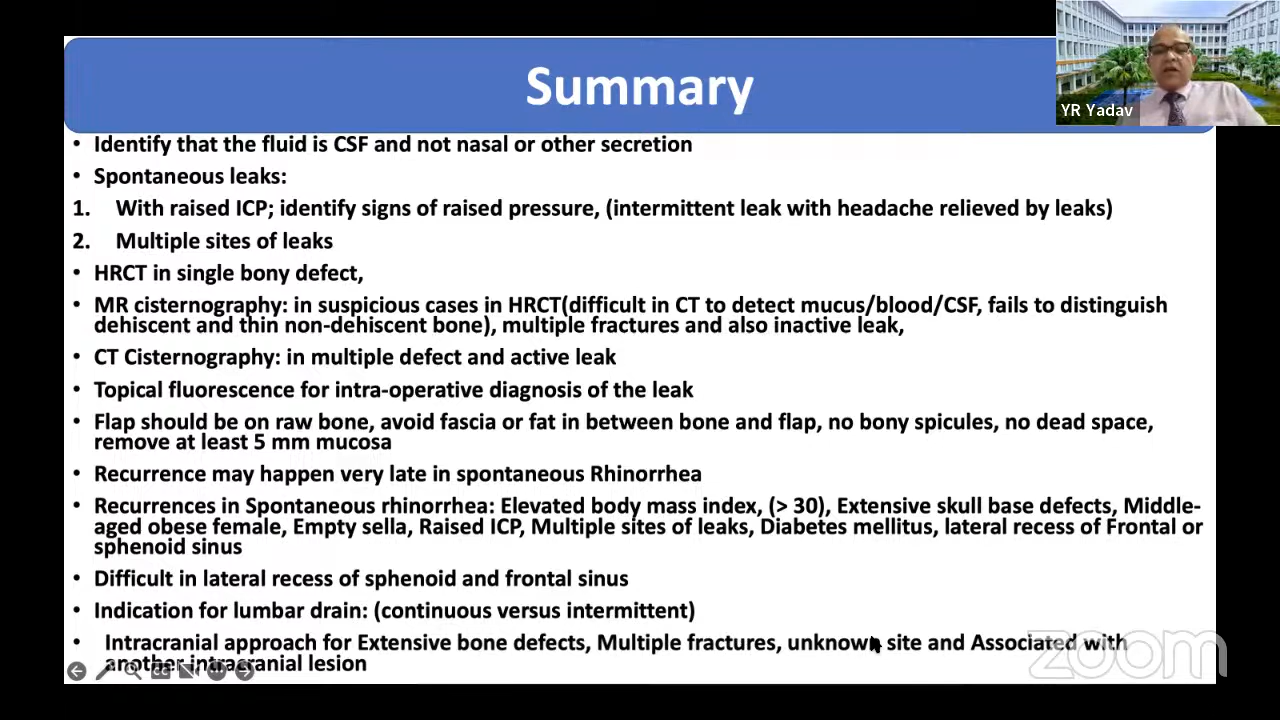 Summary
YR Yadav
• Identify that the fluid is CSF and not nasal or other secretion
• Spontaneous leaks:
1. With raised ICP; identify signs of raised pressure, (intermittent leak with headache relieved by leaks)
2. Multiple sites of leaks
• HRCT in single bony defect,
• MR cisternography: in suspicious cases in HRCT(difficult in CT to detect mucus/blood/CSF, fails to distinguish
dehiscent and thin non-dehiscent bone), multiple fractures and also inactive leak,
• CT Cisternography: in multiple defect and active leak
• Topical fluorescence for intra-operative diagnosis of the leak
• Flap should be on raw bone, avoid fascia or fat in between bone and flap, no bony spicules, no dead space,
remove at least 5 mm mucosa
• Recurrence may happen very late in spontaneous Rhinorrhea
• Recurrences in Spontaneous rhinorrhea: Elevated body mass index, (> 30), Extensive skull base defects, Middle-
aged obese female, Empty sella, Raised ICP, Multiple sites of leaks, Diabetes mellitus, lateral recess of Frontal or
sphenoid sinus
• Difficult in lateral recess of sphenoid and frontal sinus
• Indication for lumbar drain: (continuous versus intermittent)
• Intracranial approach for Extensive bone defects, Multiple fractures, unknown site and Associated with
another intracranial lesion
CC
zoom